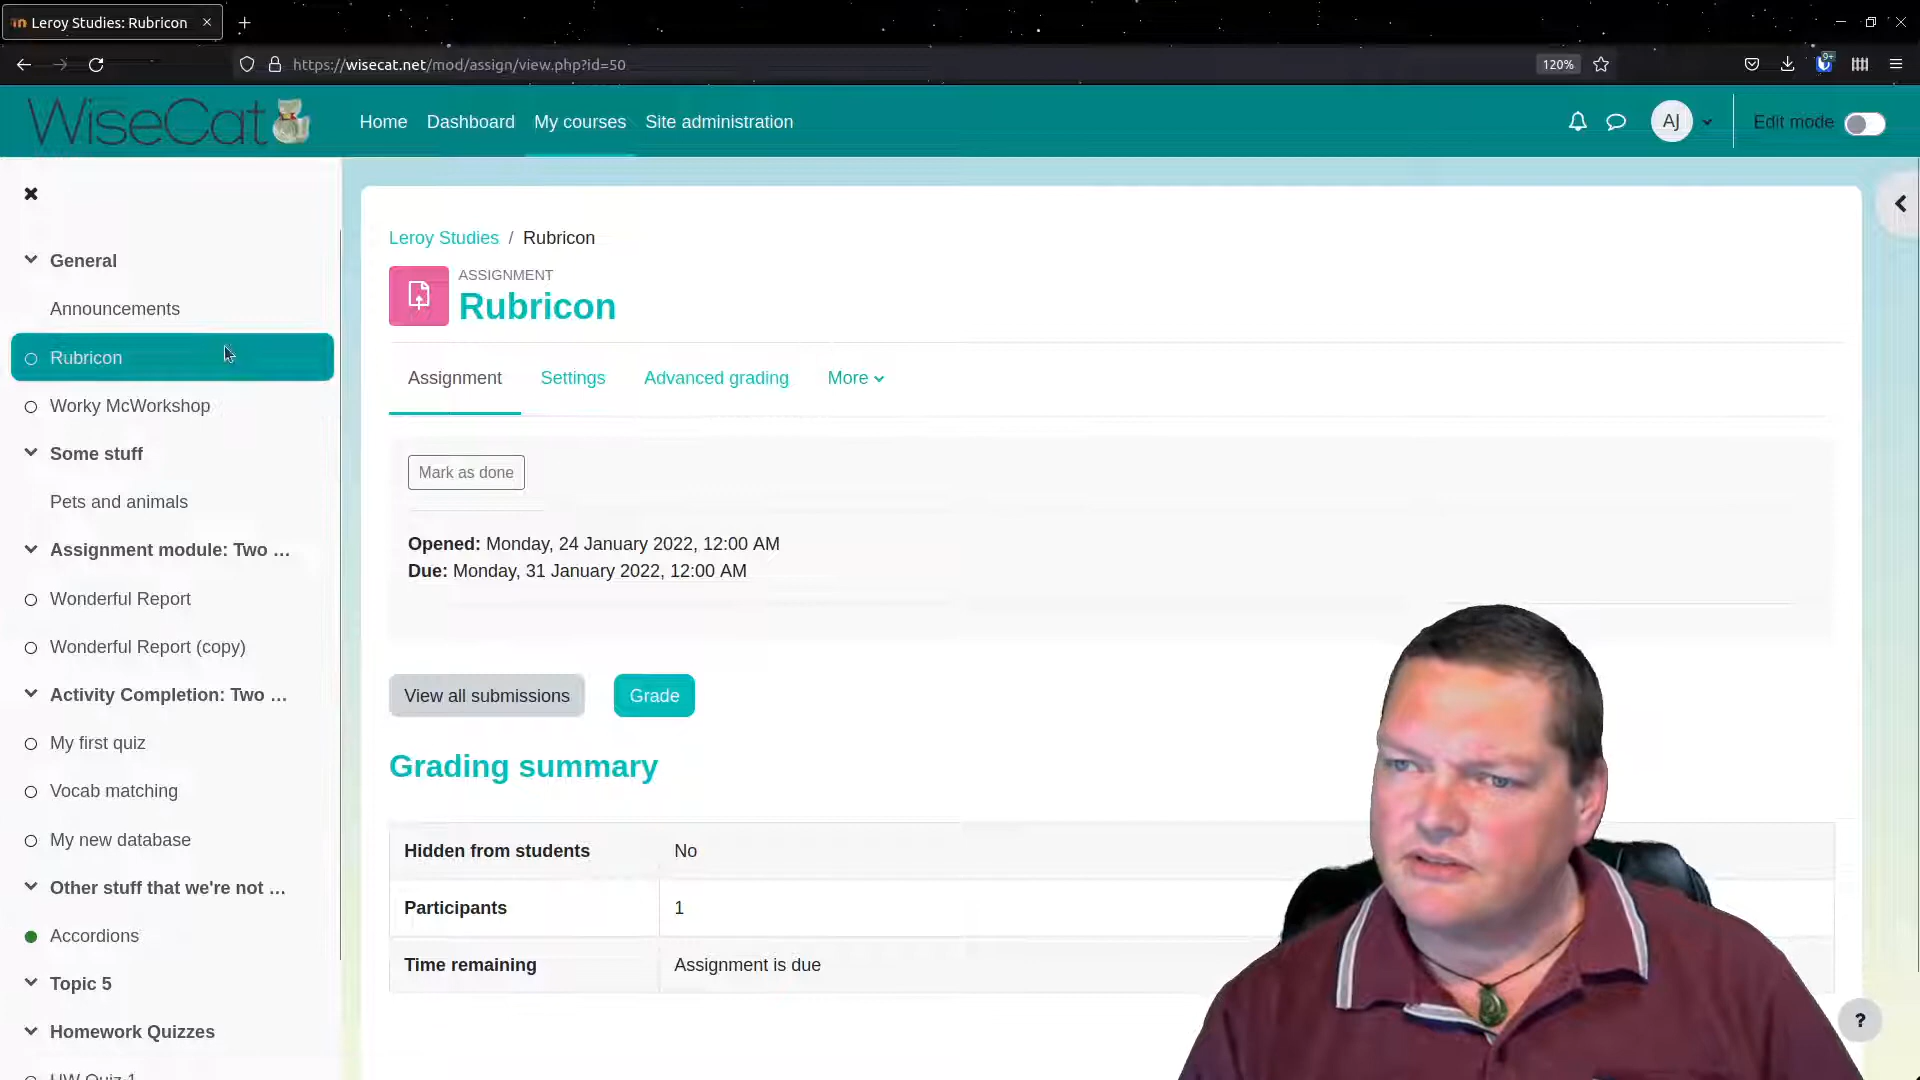 Leroy Studies: Rubricon
https://wisecat.net/mod/assign/view.php?id=50
120%
9+
WiseCat
Home
Dashboard
My courses
Site administration
AJ
Edit mode
General
Announcements
Rubricon
Worky McWorkshop
Some stuff
Pets and animals
Assignment module: Two ...
Wonderful Report
Wonderful Report (copy)
Activity Completion: Two ...
My first quiz
Vocab matching
My new database
Other stuff that we're not ...
Accordions
Topic 5
Homework Quizzes
HW Quiz 1
Leroy Studies / Rubricon
ASSIGNMENT
Rubricon
Assignment
Settings
Advanced grading
More
Mark as done
Opened: Monday, 24 January 2022, 12:00 AM
Due: Monday, 31 January 2022, 12:00 AM
View all submissions
Grade
Grading summary
Hidden from students
No
Participants
1
Time remaining
Assignment is due
?